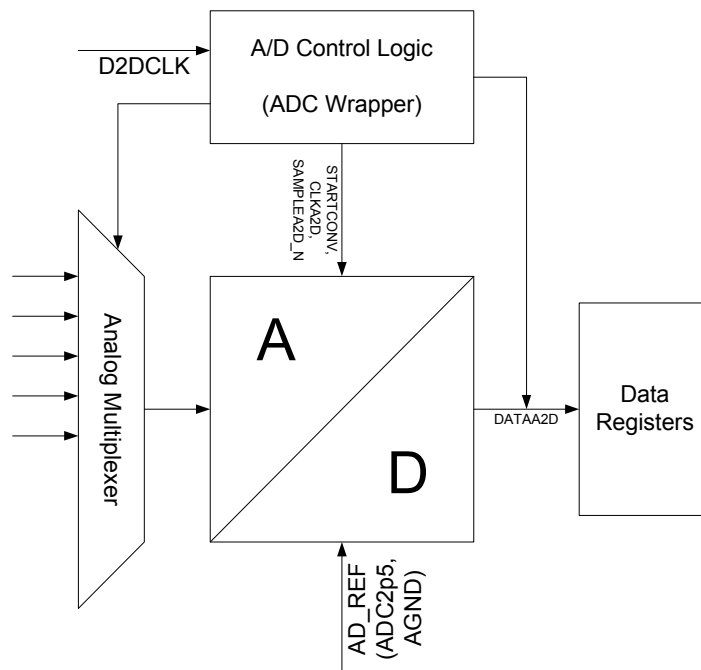 A/D Control Logic
(ADC Wrapper)
D2DCLK
STARTCONV,
CLKA2D,
SAMPLEA2D_N
Analog Multiplexer
A
D
DATAA2D
Data
Registers
AD_REF
(ADC2p5,
AGND)